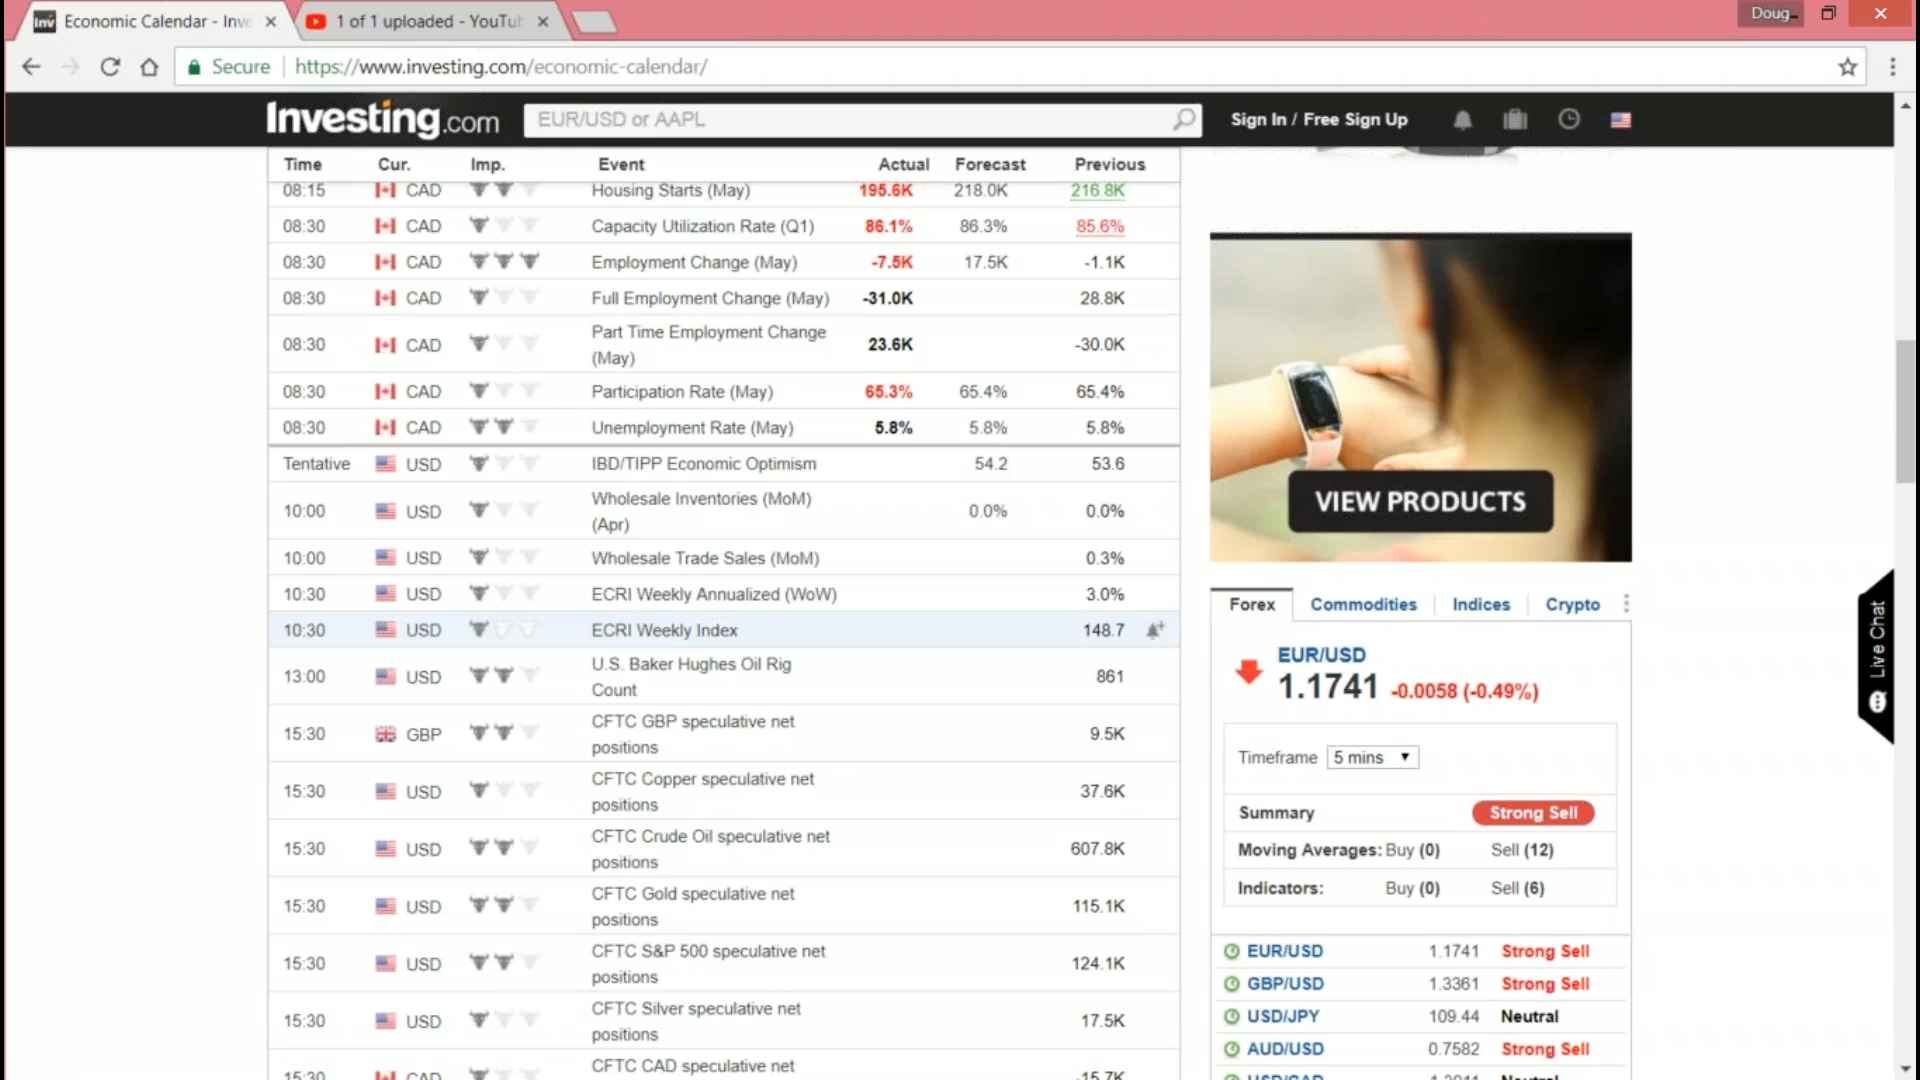 Economic Calendar - Inve
1 of 1 uploaded - YouTu
Doug
Secure https://www.investing.com/economic-calendar/
Investing.com
EUR/USD or AAPL
Sign In / Free Sign Up
Time Cur. Imp. Event Actual Forecast Previous
08:15 CAD Housing Starts (May) 195.6K 218.0K 216.8K
08:30 CAD Capacity Utilization Rate (Q1) 86.1% 86.3% 85.6%
08:30 CAD Employment Change (May) -7.5K 17.5K -1.1K
08:30 CAD Full Employment Change (May) -31.0K 28.8K
Part Time Employment Change
08:30 CAD (May) 23.6K -30.0K
08:30 CAD Participation Rate (May) 65.3% 65.4% 65.4%
08:30 CAD Unemployment Rate (May) 5.8% 5.8% 5.8%
Tentative USD IBD/TIPP Economic Optimism 54.2 53.6
Wholesale Inventories (MoM)
10:00 USD (Apr) 0.0% 0.0%
10:00 USD Wholesale Trade Sales (MoM) 0.3%
10:30 USD ECRI Weekly Annualized (WoW) 3.0%
10:30 USD ECRI Weekly Index 148.7
U.S. Baker Hughes Oil Rig
13:00 USD Count 861
CFTC GBP speculative net
15:30 GBP positions 9.5K
CFTC Copper speculative net
15:30 USD positions 37.6K
CFTC Crude Oil speculative net
15:30 USD positions 607.8K
CFTC Gold speculative net
15:30 USD positions 115.1K
CFTC S&P 500 speculative net
15:30 USD positions 124.1K
CFTC Silver speculative net
15:30 USD positions 17.5K
CFTC CAD speculative net
15:30 CAD -15.7K
VIEW PRODUCTS
Forex Commodities Indices Crypto
EUR/USD
1.1741 -0.0058 (-0.49%)
Timeframe 5 mins
Summary Strong Sell
Moving Averages: Buy (0) Sell (12)
Indicators: Buy (0) Sell (6)
EUR/USD 1.1741 Strong Sell
GBP/USD 1.3361 Strong Sell
USD/JPY 109.44 Neutral
AUD/USD 0.7582 Strong Sell
USD/CAD Neutral
Live Chat